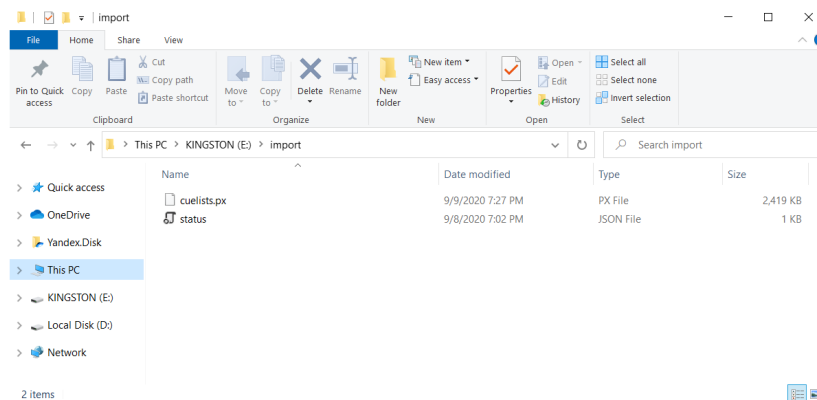 import
File Home Share View
Pin to Quick access
Copy
Paste
Cut
Copy path
Paste shortcut
Clipboard
Move to
Copy to
Delete
Rename
Organize
New folder
New item
Easy access
New
Properties
Open
Edit
History
Open
Select all
Select none
Invert selection
Select
This PC > KINGSTON (E:) > import
Search import
Name Date modified Type Size
cuelists.px 9/9/2020 7:27 PM PX File 2,419 KB
status 9/8/2020 7:02 PM JSON File 1 KB
Quick access
OneDrive
Yandex.Disk
This PC
KINGSTON (E:)
Local Disk (D:)
Network
2 items